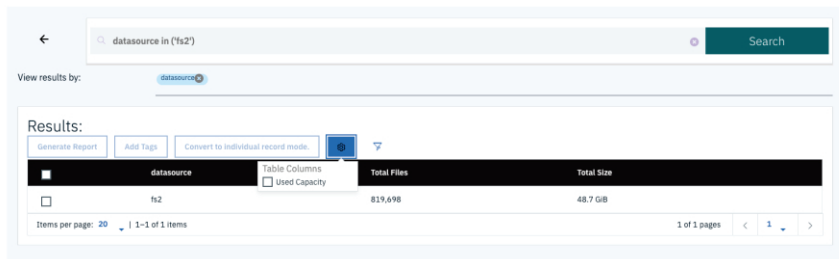 datasource in ('fs2')
Search
View results by:
datasource
Results:
Generate Report Add Tags Convert to individual record mode.
Table Columns
Used Capacity
datasource Total Files Total Size
fs2 819,698 48.7 GiB
Items per page: 20 | 1–1 of 1 items 1 of 1 pages 1